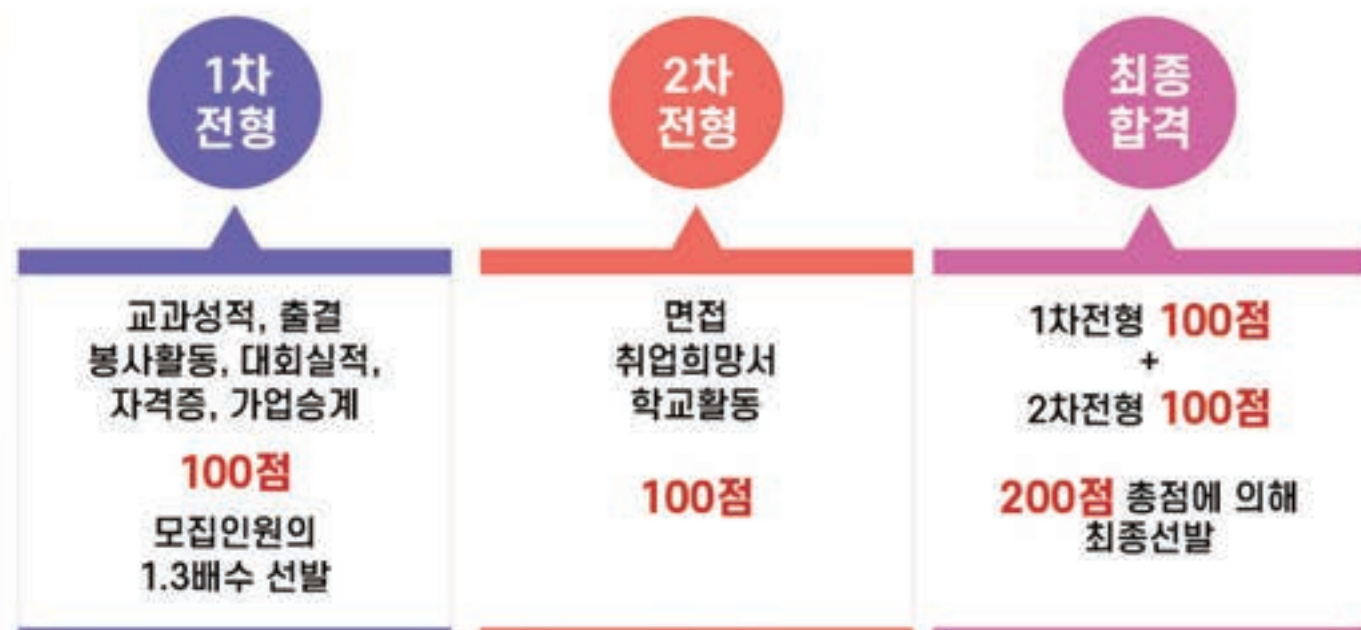 1차
전형
교과성적, 출결
봉사활동, 대회실적,
자격증, 가업승계
100점
모집인원의
1.3배수 선발
2차
전형
면접
취업희망서
학교활동
100점
최종
합격
1차전형 100점
+
2차전형 100점
200점 총점에 의해
최종선발